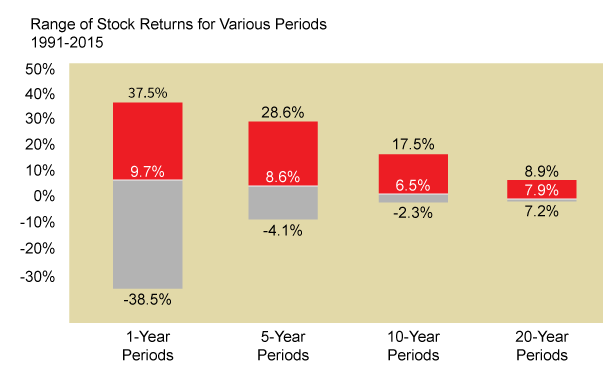 Range of Stock Returns for Various Periods
1991-2015
50%
40%
30%
20%
10%
0%
-10%
-20%
-30%
37.5%
9.7%
-38.5%
28.6%
8.6%
-4.1%
17.5%
6.5%
-2.3%
8.9%
7.9%
7.2%
1-Year
Periods
5-Year
Periods
10-Year
Periods
20-Year
Periods